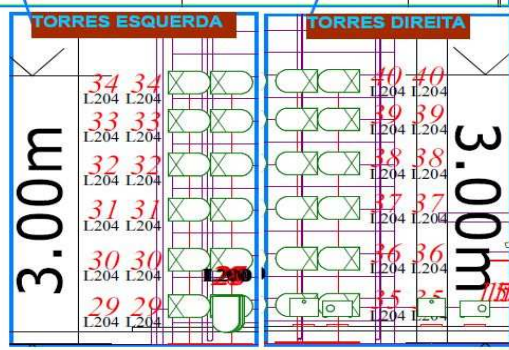 TORRES ESQUERDA
TORRES DIREITA
34 34
L204 L204
33 33
L204 L204
32 32
L204 L204
31 31
L204 L204
30 30
L204 L204
29 29
L204 L204
3.00m
40 40
L204 L204
39 39
L204 L204
38 38
L204 L204
37 37
L204 L204
36 36
L204 L204
35 35
L204 L204
3.00m